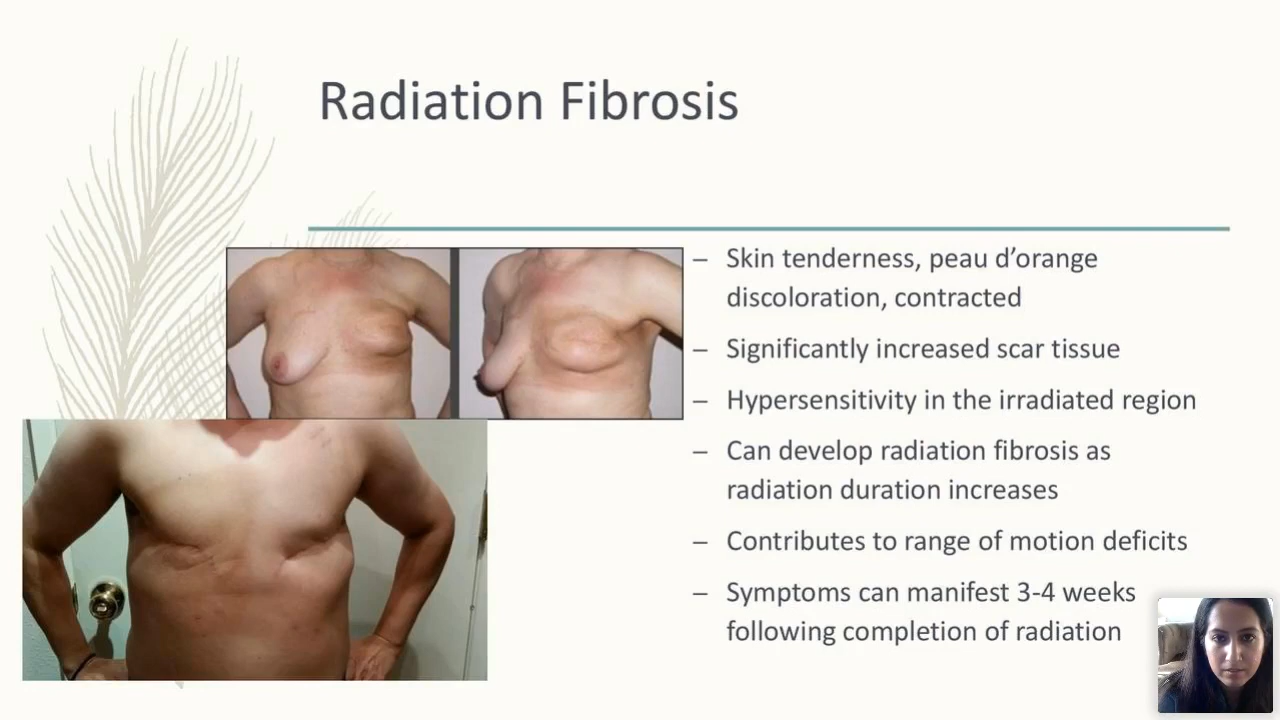 Radiation Fibrosis
– Skin tenderness, peau d’orange
discoloration, contracted
– Significantly increased scar tissue
– Hypersensitivity in the irradiated region
– Can develop radiation fibrosis as
radiation duration increases
– Contributes to range of motion deficits
– Symptoms can manifest 3-4 weeks
following completion of radiation